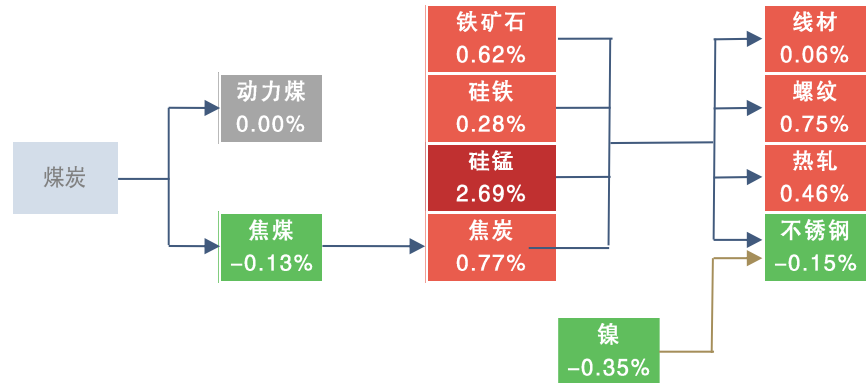 煤炭
动力煤
0.00%
焦煤
-0.13%
铁矿石
0.62%
硅铁
0.28%
硅锰
2.69%
焦炭
0.77%
线材
0.06%
螺纹
0.75%
热轧
0.46%
不锈钢
-0.15%
镍
-0.35%